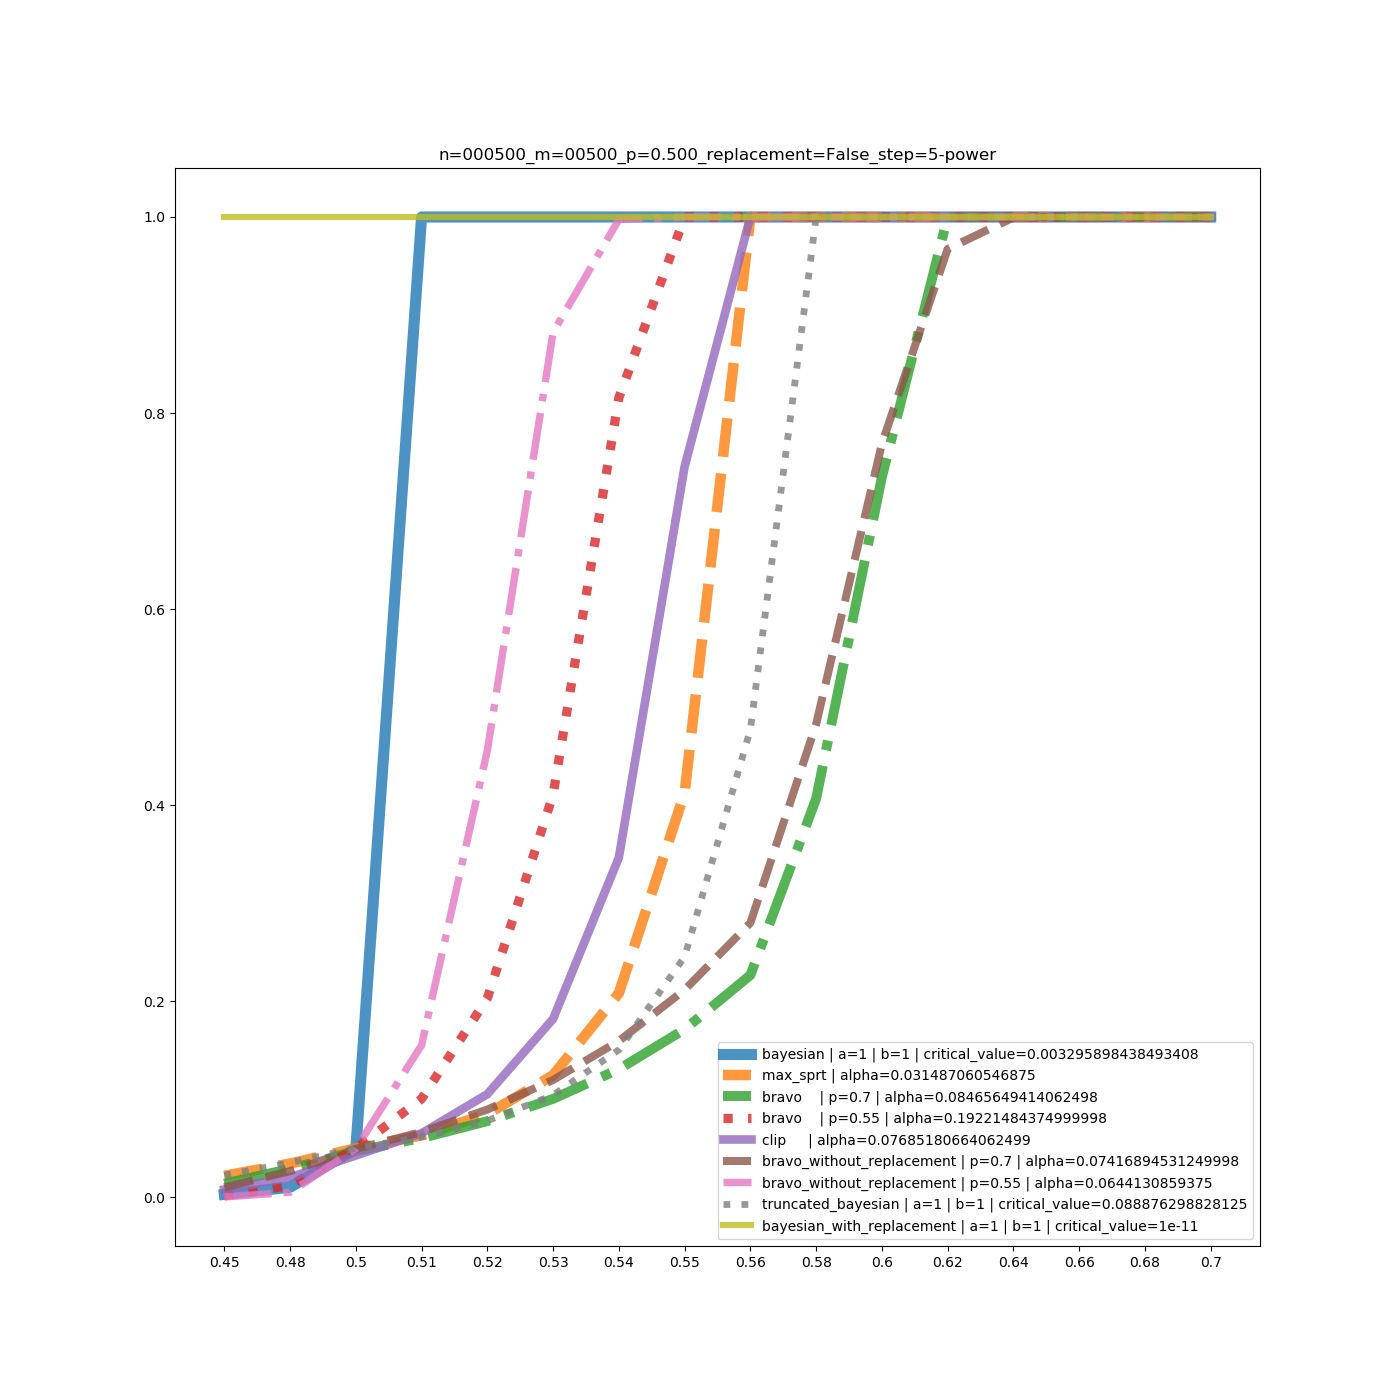 n=000500_m=00500_p=0.500_replacement=False_step=5-power
1.0
0.8
0.6
0.4
0.2
0.0
bayesian | a=1 | b=1 | critical_value=0.003295898438493408
max_sprt | alpha=0.031487060546875
bravo    | p=0.7 | alpha=0.08465649414062498
bravo    | p=0.55 | alpha=0.19221484374999998
clip     | alpha=0.07685180664062499
bravo_without_replacement | p=0.7 | alpha=0.07416894531249998
bravo_without_replacement | p=0.55 | alpha=0.0644130859375
truncated_bayesian | a=1 | b=1 | critical_value=0.088876298828125
bayesian_with_replacement | a=1 | b=1 | critical_value=1e-11
0.45 0.48 0.5 0.51 0.52 0.53 0.54 0.55 0.56 0.58 0.6 0.62 0.64 0.66 0.68 0.7